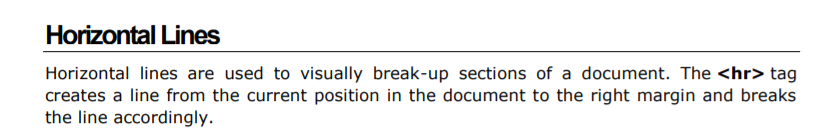 Horizontal Lines
Horizontal lines are used to visually break-up sections of a document. The <hr> tag
creates a line from the current position in the document to the right margin and breaks
the line accordingly.